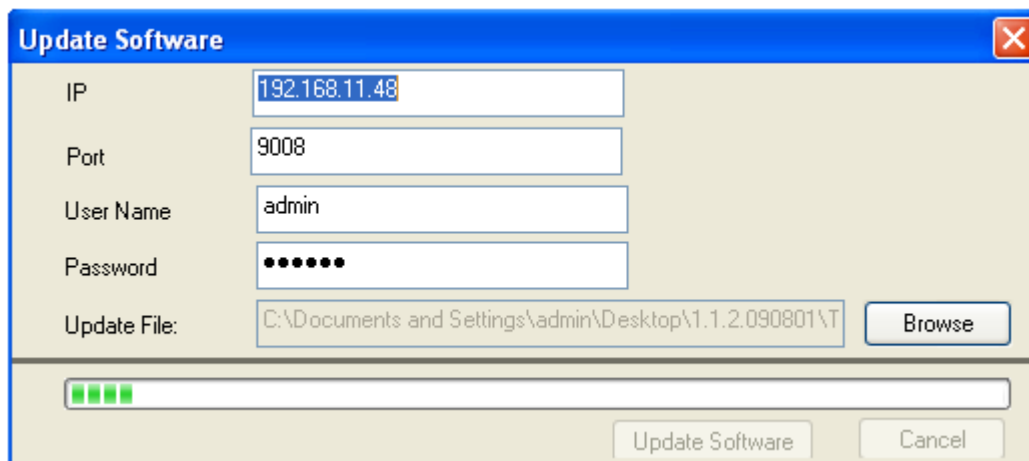 Update Software
IP 192.168.11.48
Port 9008
User Name admin
Password ••••••
Update File: C:\Documents and Settings\admin\Desktop\1.1.2.090801\T Browse
Update Software Cancel